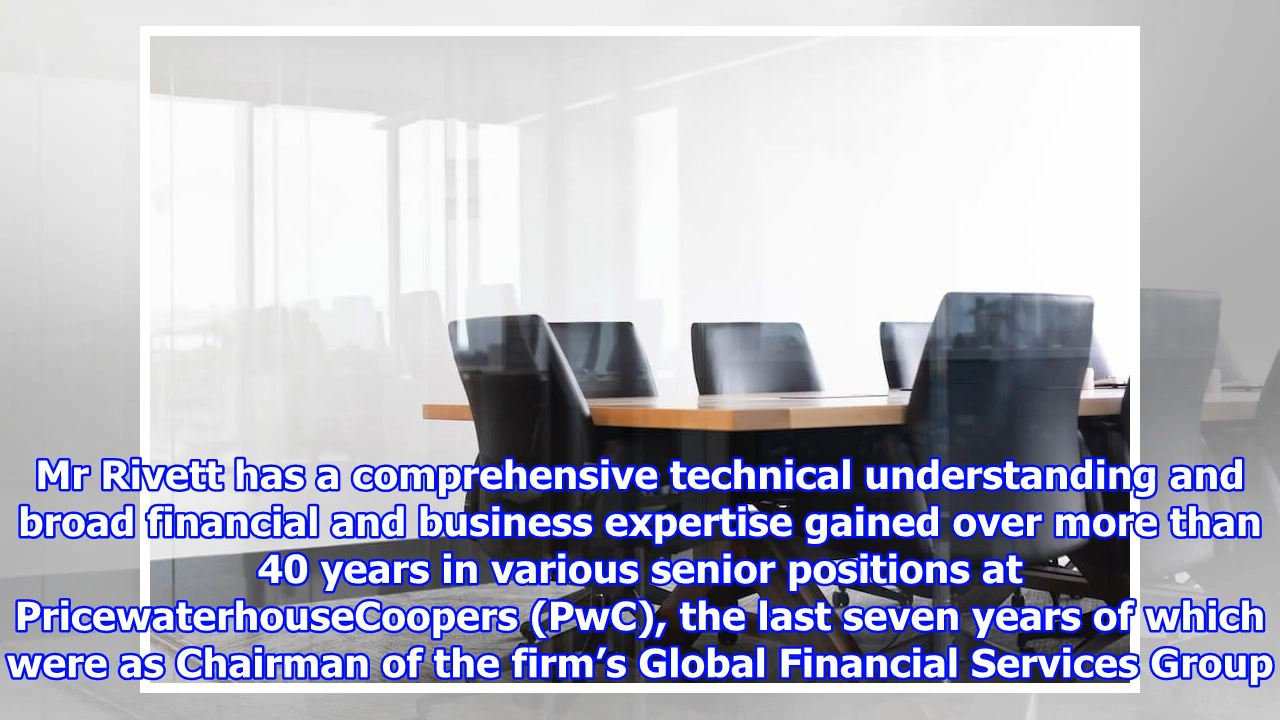 Mr Rivett has a comprehensive technical understanding and
broad financial and business expertise gained over more than
40 years in various senior positions at
PricewaterhouseCoopers (PwC), the last seven years of which
were as Chairman of the firm’s Global Financial Services Group